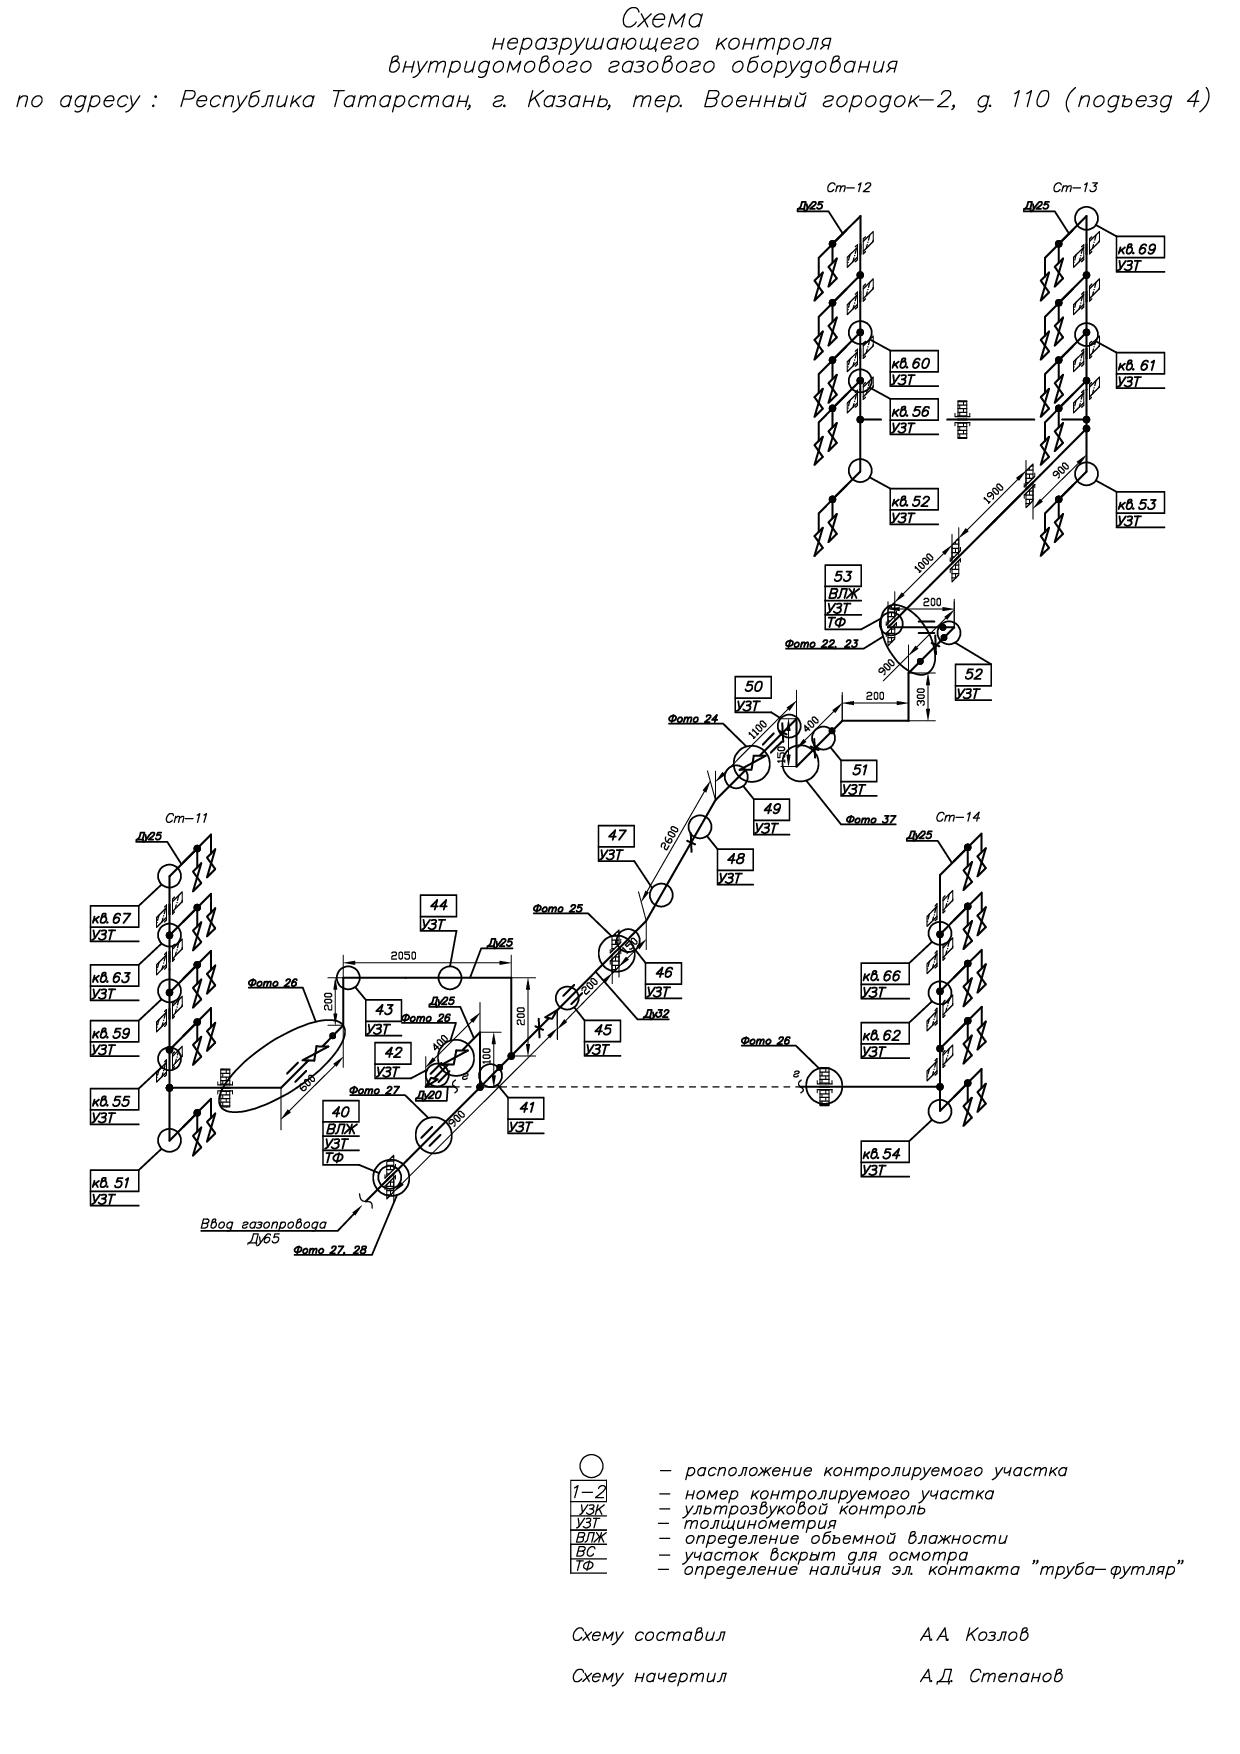 Схема
неразрушающего контроля
внутридомового газового оборудования
по адресу : Республика Татарстан, г. Казань, тер. Военный городок-2, д. 110 (подъезд 4)
Ст-12
Ст-13
Ду25
Ду25
кв. 69
УЗТ
кв. 60
УЗТ
кв. 61
УЗТ
кв. 56
УЗТ
900
1900
кв. 52
УЗТ
кв. 53
УЗТ
1000
53
ВЛЖ
УЗТ
ТФ
200
Фото 22, 23
900
52
УЗТ
50
УЗТ
200
300
Фото 24
1100
400
150
51
УЗТ
49
УЗТ
Ст-11
Ду25
Фото 37
Ст-14
Ду25
47
УЗТ
2600
48
УЗТ
44
УЗТ
Фото 25
кв. 67
УЗТ
2050
Ду25
кв. 63
УЗТ
Фото 26
46
УЗТ
кв. 66
УЗТ
200
200
43
УЗТ
Ду25
Фото 26
200
Ду32
кв. 59
УЗТ
45
УЗТ
кв. 62
УЗТ
400
100
42
УЗТ
Фото 26
г
г
600
Фото 27
Ду20
кв. 55
УЗТ
40
ВЛЖ
УЗТ
ТФ
900
41
УЗТ
кв. 54
УЗТ
кв. 51
УЗТ
Ввод газопровода
Ду65
Фото 27, 28
– расположение контролируемого участка
1-2 – номер контролируемого участка
УЗК – ультрозвуковой контроль
УЗТ – толщинометрия
ВЛЖ – определение объемной влажности
ВС – участок вскрыт для осмотра
ТФ – определение наличия эл. контакта "труба-футляр"
Схему составил А.А. Козлов
Схему начертил А.Д. Степанов